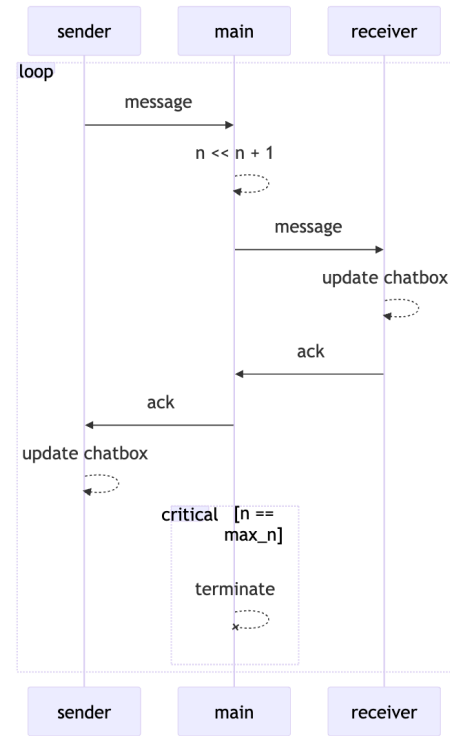 sender main receiver
loop
message
n << n + 1
message
update chatbox
ack
ack
update chatbox
critical [n ==
max_n]
terminate
sender main receiver